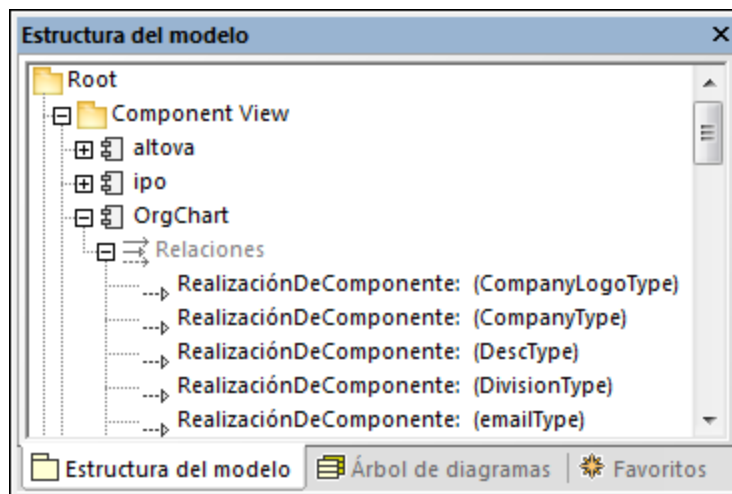 Estructura del modelo
Root
Component View
altova
ipo
OrgChart
Relaciones
RealizaciónDeComponente: (CompanyLogoType)
RealizaciónDeComponente: (CompanyType)
RealizaciónDeComponente: (DescType)
RealizaciónDeComponente: (DivisionType)
RealizaciónDeComponente: (emailType)
Estructura del modelo Árbol de diagramas Favoritos